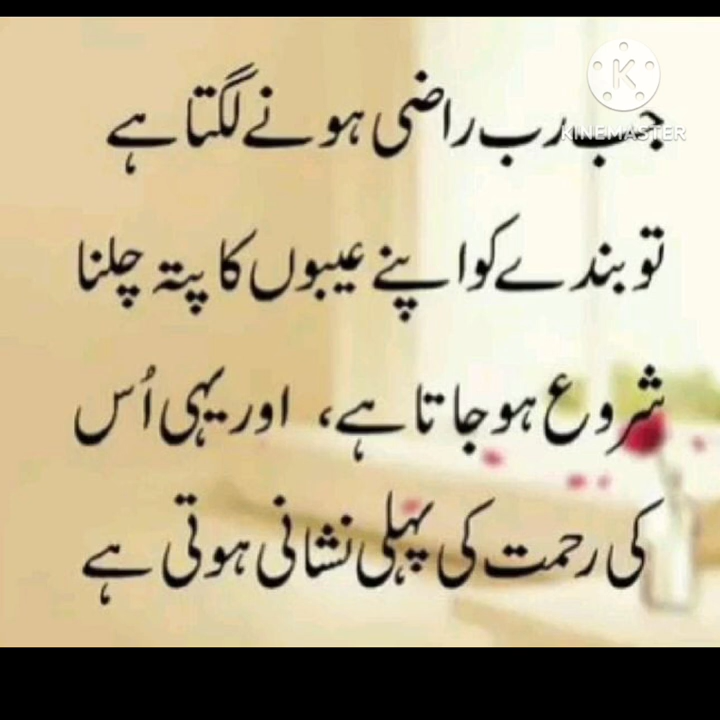 K
KINEMASTER
جب رب راضی ہونے لگتا ہے
تو بندے کو اپنے عیبوں کا پتہ چلنا
شروع ہو جاتا ہے، اور یہی اُس
کی رحمت کی پہلی نشانی ہوتی ہے